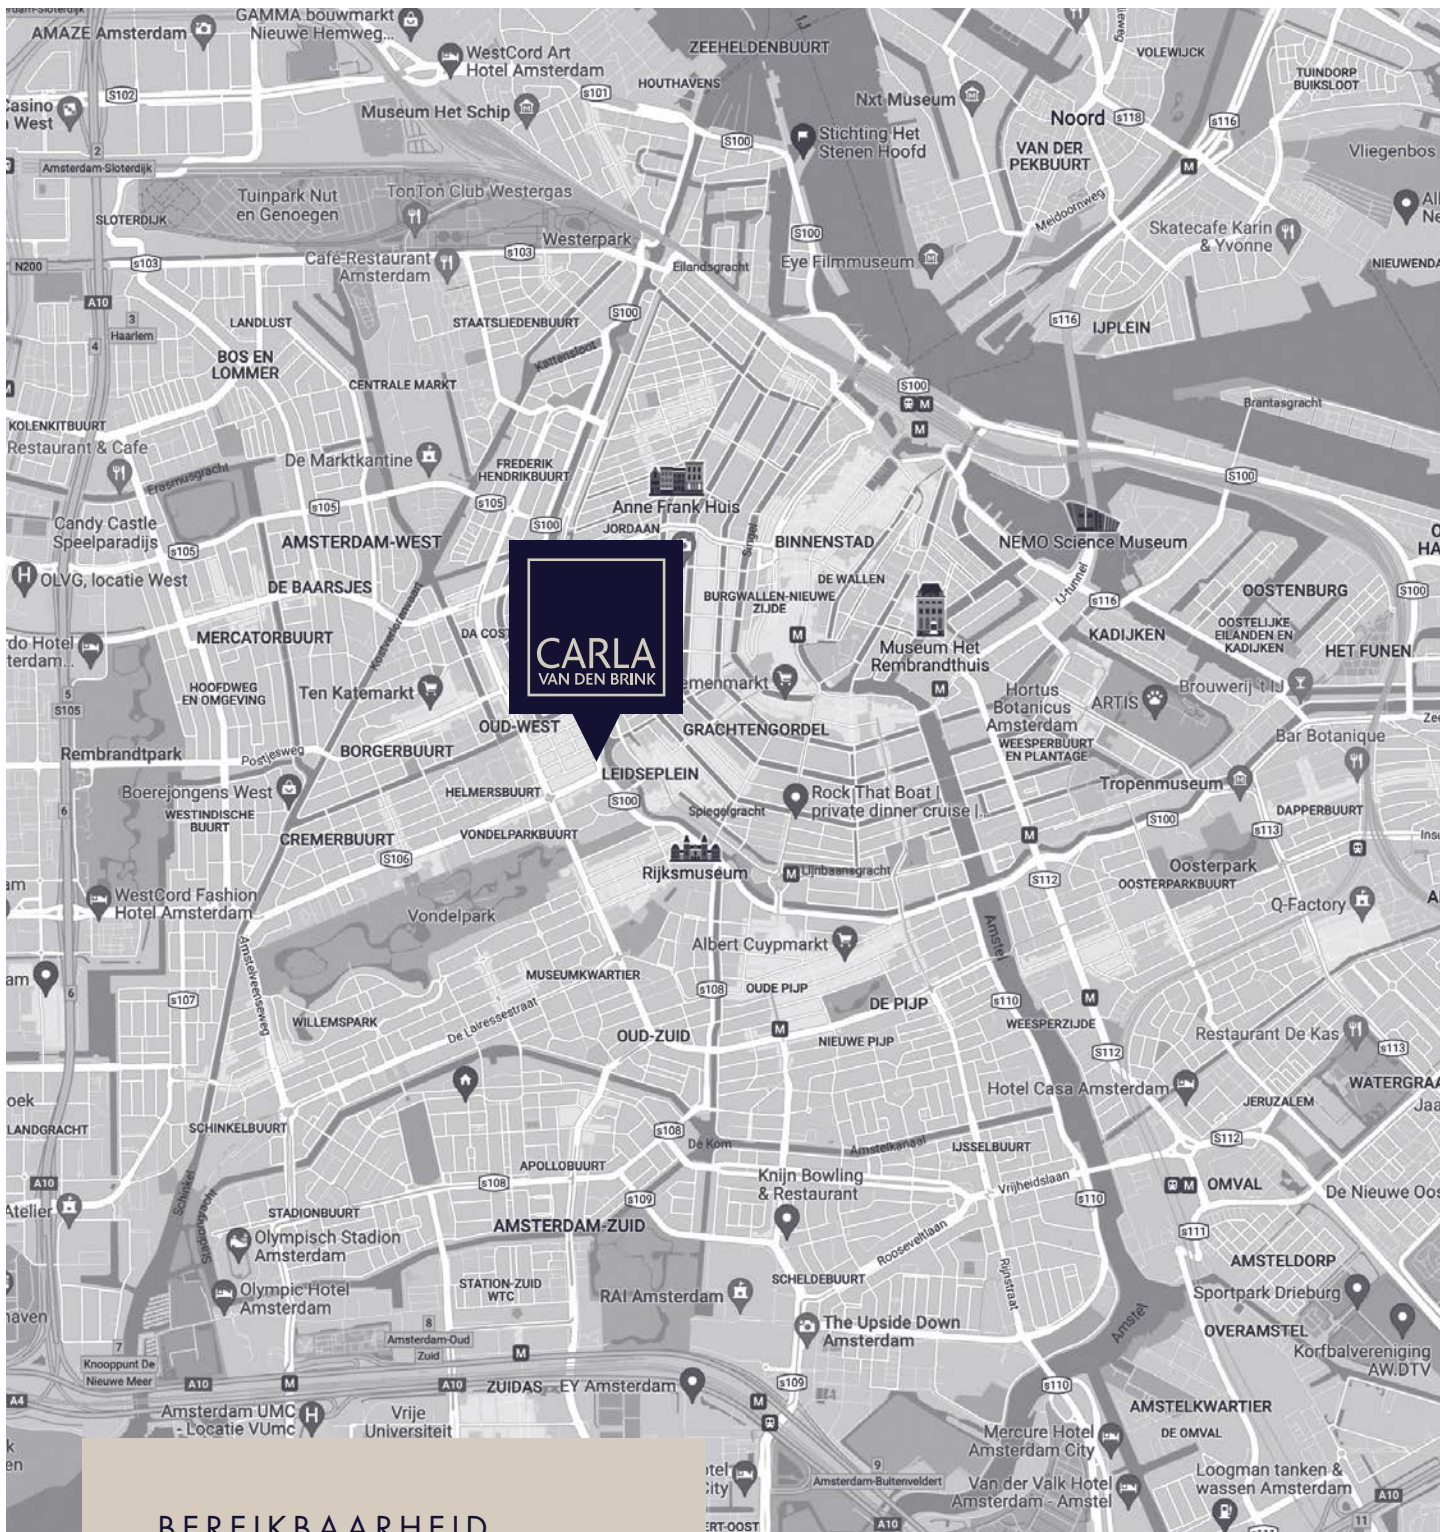 GAMMA bouwmarkt
Nieuwe Hemweg...
AMAZE Amsterdam
WestCord Art
Hotel Amsterdam
ZEEHELDENBUURT
HOUTHAVENS
VOLEWIJCK
TUINDORP
BUIKSLOOT
S102
s101
Casino
West
Museum Het Schip
Nxt Museum
Noord
s118
s116
S100
Stichting Het
Stenen Hoofd
VAN DER
PEKBUURT
M
Vliegenbos
2
Amsterdam-Sloterdijk
Tuinpark Nut
en Genoegen
TonTon Club Westergas
Meidoornweg
SLOTERDIJK
Westerpark
S100
Skatecafe Karin
& Yvonne
N200
s103
s103
Café-Restaurant
Amsterdam
Eilandsgracht
Eye Filmmuseum
A10
3
Haarlem
4
LANDLUST
STAATSLIEDENBUURT
S100
s116
IJPLEIN
BOS EN
LOMMER
Kattensloot
CENTRALE MARKT
S100
M
M
Brantasgracht
KOLENKITBUURT
Restaurant & Cafe
De Marktkantine
Erasmusgracht
FREDERIK
HENDRIKBUURT
S100
s105
s105
S100
Anne Frank Huis
JORDAAN
Singel
BINNENSTAD
NEMO Science Museum
Candy Castle
Speelparadijs
s105
AMSTERDAM-WEST
OLVG, locatie West
DE BAARSJES
DE WALLEN
BURGWALLEN-NIEUWE
ZIJDE
IJ-tunnel
s116
OOSTENBURG
S100
Kostverlorenvaart
MERCATORBUURT
CARLA
VAN DEN BRINK
M
Museum Het
Rembrandthuis
KADIJKEN
OOSTELIJKE
EILANDEN EN
KADIJKEN
HET FUNEN
HOOFDWEG
EN OMGEVING
Ten Katemarkt
M
Hortus
Botanicus
Amsterdam
ARTIS
Brouwerij 't IJ
5
S105
OUD-WEST
GRACHTENGORDEL
WEESPERBUURT
EN PLANTAGE
Bar Botanique
Rembrandtpark
Postjesweg
BORGERBUURT
LEIDSEPLEIN
Tropenmuseum
Boerejongens West
HELMERSBUURT
S100
Rock That Boat |
private dinner cruise |...
6
WESTINDISCHE
BUURT
Spiegelgracht
DAPPERBUURT
S100
s113
CREMERBUURT
VONDELPARKBUURT
M
S106
Rijksmuseum
M
Lijnbaansgracht
S112
Oosterpark
OOSTERPARKBUURT
WestCord Fashion
Hotel Amsterdam
Vondelpark
Q-Factory
Albert Cuypmarkt
Amstel
Amstelveenseweg
6
s107
MUSEUMKWARTIER
s108
OUDE PIJP
DE PIJP
s110
M
WILLEMSPARK
De Lairessestraat
OUD-ZUID
M
NIEUWE PIJP
WEESPERZIJDE
Restaurant De Kas
s113
S112
Hotel Casa Amsterdam
JERUZALEM
SCHINKELBUURT
s108
De Kom
Amstelkanaal
IJSSELBUURT
S112
A10
APOLLOBUURT
Knijn Bowling
& Restaurant
Vrijheidslaan
M
OMVAL
De Nieuwe Oos
Atelier
Schinkel
s108
s109
s110
STADIONBUURT
AMSTERDAM-ZUID
Rooseveltlaan
s111
Stadiongracht
Olympisch Stadion
Amsterdam
AMSTELDORP
Rijnstraat
STATION-ZUID
WTC
SCHELDEBUURT
Olympic Hotel
Amsterdam
RAI Amsterdam
Sportpark Drieburg
Amstel
The Upside Down
Amsterdam
OVERAMSTEL
8
Amsterdam-Oud
Zuid
Korfbalvereniging
AW.DTV
7
Knooppunt De
Nieuwe Meer
M
A4
A10
M
A10
ZUIDAS
EY Amsterdam
s109
s110
M
Amsterdam UMC
- Locatie VUmc
Vrije
Universiteit
AMSTELKWARTIER
DE OMVAL
Mercure Hotel
Amsterdam City
9
Amsterdam-Buitenveldert
Van der Valk Hotel
Amsterdam - Amstel
Loogman tanken &
wassen Amsterdam
A10
A10
11
BEREIKBAARHEID